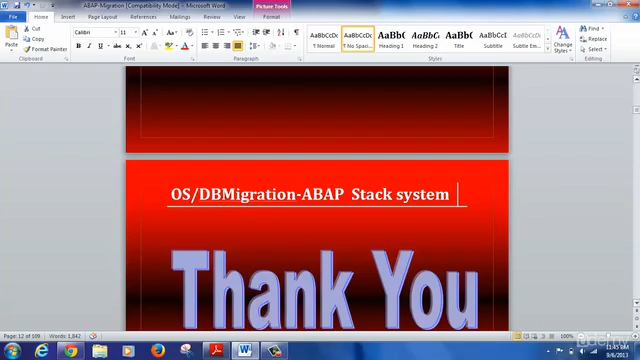 ABAP-Migration [Compatibility Mode] - Microsoft Word
Picture Tools
File Home Insert Page Layout References Mailings Review View Format
Paste
Cut
Copy
Format Painter
Clipboard
Calibri 11
Font
Paragraph
AaBbCcDc AaBbCcDc AaBbC AaBbCc AaBbC AaBbCcD AaBbCcDc
¶ Normal ¶ No Spaci... Heading 1 Heading 2 Title Subtitle Subtle Em...
Change Styles
Styles
Find
Replace
Select
Editing
OS/DBMigration-ABAP Stack system
Thank You
Page: 12 of 109 Words: 1,842
100%
Udemy
11:45 PM
9/6/2013